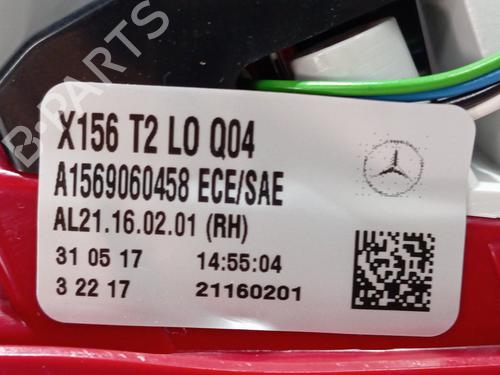 B-PARTS
X156 T2 LO Q04
A1569060458 ECE/SAE
AL21.16.02.01 (RH)
31 05 17 14:55:04
3 22 17 21160201